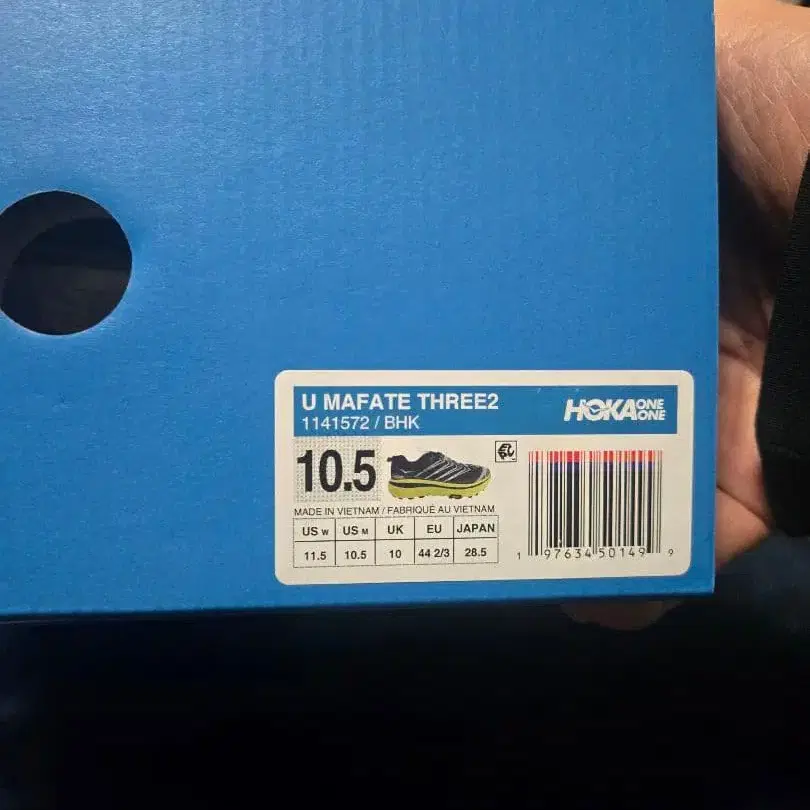 U MAFATE THREE2
1141572 / BHK
HOKA ONE ONE
10.5
MADE IN VIETNAM / FABRIQUÉ AU VIETNAM
US W US M UK EU JAPAN
11.5 10.5 10 44 2/3 28.5
1 97634 50149 9